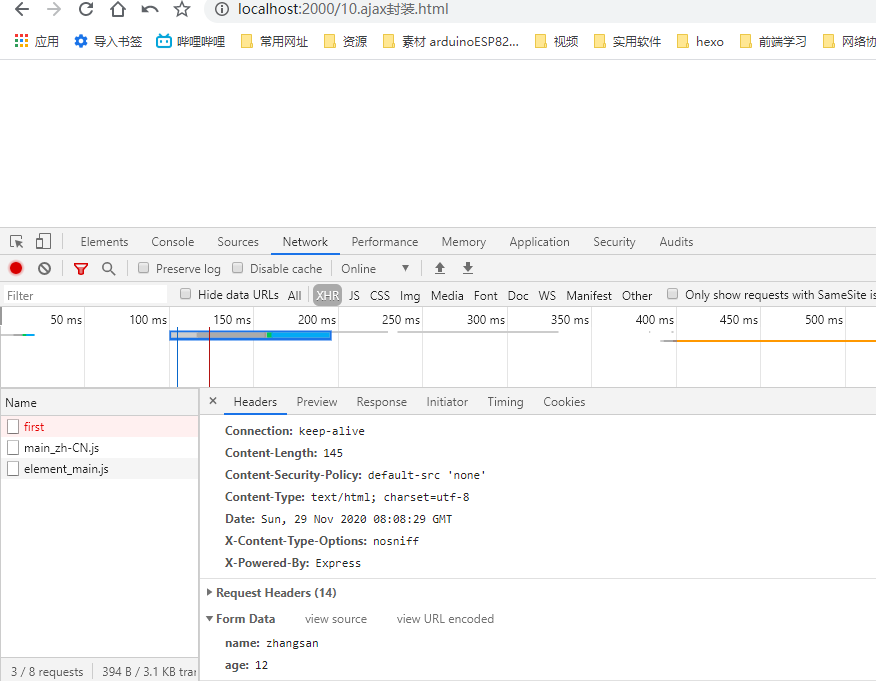 localhost:2000/10.ajax封装.html
应用 导入书签 哔哩哔哩 常用网址 资源 素材 arduinoESP82... 视频 实用软件 hexo 前端学习 网络协
Elements Console Sources Network Performance Memory Application Security Audits
Preserve log Disable cache Online
Filter Hide data URLs All XHR JS CSS Img Media Font Doc WS Manifest Other Only show requests with SameSite is
50 ms 100 ms 150 ms 200 ms 250 ms 300 ms 350 ms 400 ms 450 ms 500 ms
Name × Headers Preview Response Initiator Timing Cookies
first
main_zh-CN.js
element_main.js
Connection: keep-alive
Content-Length: 145
Content-Security-Policy: default-src 'none'
Content-Type: text/html; charset=utf-8
Date: Sun, 29 Nov 2020 08:08:29 GMT
X-Content-Type-Options: nosniff
X-Powered-By: Express
Request Headers (14)
Form Data view source view URL encoded
name: zhangsan
age: 12
3 / 8 requests 394 B / 3.1 KB tran